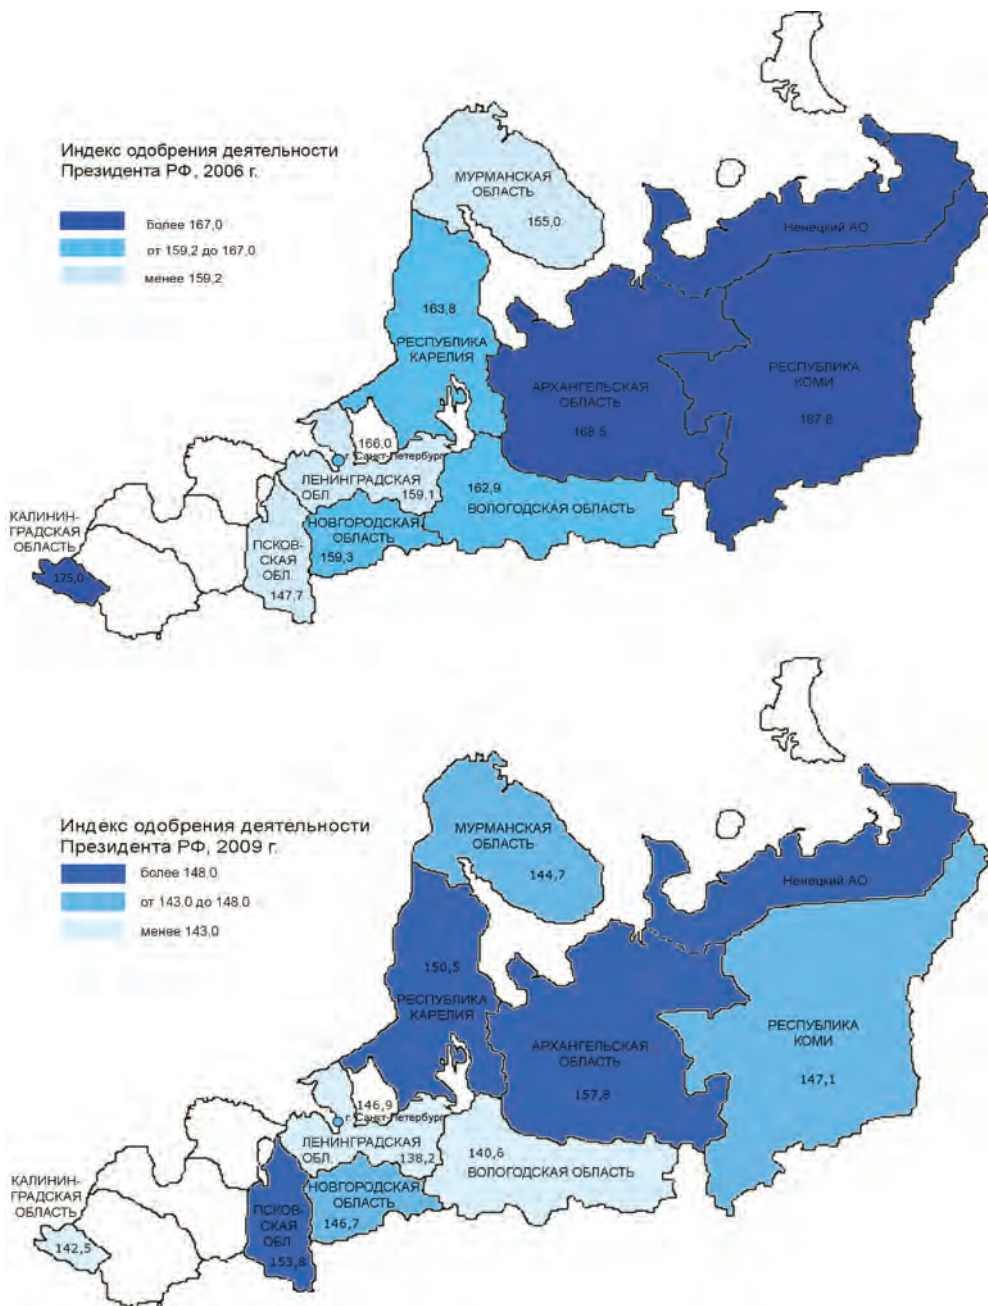 Индекс одобрения деятельности
Президента РФ, 2006 г.
Более 167,0
от 159,2 до 167,0
менее 159,2
МУРМАНСКАЯ
ОБЛАСТЬ
155,0
Ненецкий АО
163,8
РЕСПУБЛИКА
КАРЕЛИЯ
РЕСПУБЛИКА
КОМИ
167,8
АРХАНГЕЛЬСКАЯ
ОБЛАСТЬ
168,5
166,0
г. Санкт-Петербург
ЛЕНИНГРАДСКАЯ
ОБЛ.
159,1
162,9
ВОЛОГОДСКАЯ ОБЛАСТЬ
НОВГОРОДСКАЯ
ОБЛАСТЬ
159,3
ПСКОВ-
СКАЯ
ОБЛ.
147,7
КАЛИНИН-
ГРАДСКАЯ
ОБЛАСТЬ
175,0
Индекс одобрения деятельности
Президента РФ, 2009 г.
более 148,0
от 143,0 до 148,0
менее 143,0
МУРМАНСКАЯ
ОБЛАСТЬ
144,7
Ненецкий АО
150,5
РЕСПУБЛИКА
КАРЕЛИЯ
РЕСПУБЛИКА
КОМИ
147,1
АРХАНГЕЛЬСКАЯ
ОБЛАСТЬ
157,8
146,9
г. Санкт-Петербург
ЛЕНИНГРАДСКАЯ
ОБЛ.
138,2
140,6
ВОЛОГОДСКАЯ ОБЛАСТЬ
НОВГОРОДСКАЯ
ОБЛАСТЬ
146,7
ПСКОВ-
СКАЯ
ОБЛ
153,8
КАЛИНИН-
ГРАДСКАЯ
ОБЛАСТЬ
142,5